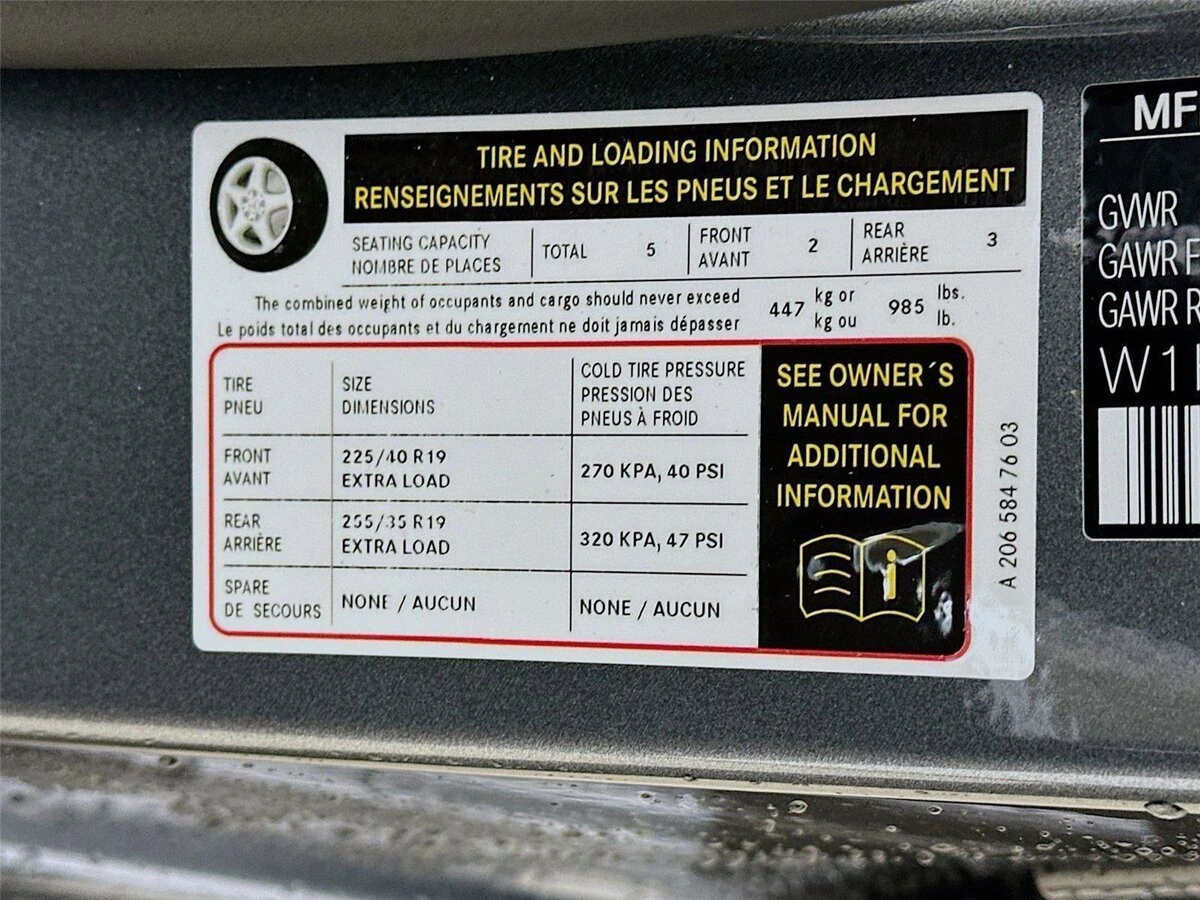 TIRE AND LOADING INFORMATION
RENSEIGNEMENTS SUR LES PNEUS ET LE CHARGEMENT
SEATING CAPACITY
NOMBRE DE PLACES
TOTAL 5
FRONT
AVANT
2
REAR
ARRIÈRE
3
The combined weight of occupants and cargo should never exceed
Le poids total des occupants et du chargement ne doit jamais dépasser
447
kg or
kg ou
985
lbs.
lb.
TIRE
PNEU
SIZE
DIMENSIONS
COLD TIRE PRESSURE
PRESSION DES
PNEUS À FROID
FRONT
AVANT
225/40 R19
EXTRA LOAD
270 KPA, 40 PSI
REAR
ARRIÈRE
255/35 R19
EXTRA LOAD
320 KPA, 47 PSI
SPARE
DE SECOURS
NONE / AUCUN
NONE / AUCUN
SEE OWNER´S
MANUAL FOR
ADDITIONAL
INFORMATION
A 206 584 76 03
MF
GVWR
GAWR F
GAWR R
W1